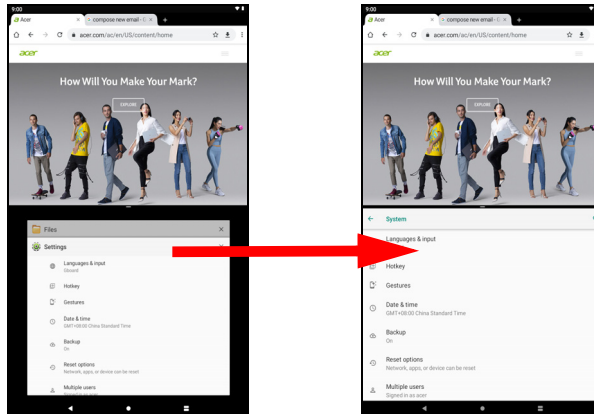 9:00
Acer × compose new email - G × +
acer.com/ac/en/US/content/home
acer
How Will You Make Your Mark?
EXPLORE
Files ×
Settings
Languages & input
Gboard
Hotkey
Gestures
Date & time
GMT+08:00 China Standard Time
Backup
On
Reset options
Network, apps, or device can be reset
Multiple users
Signed in as acer
9:00
Acer × compose new email - G × +
acer.com/ac/en/US/content/home
acer
How Will You Make Your Mark?
EXPLORE
System
Languages & input
Hotkey
Gestures
Date & time
GMT+08:00 China Standard Time
Backup
On
Reset options
Network, apps, or device can be reset
Multiple users
Signed in as acer